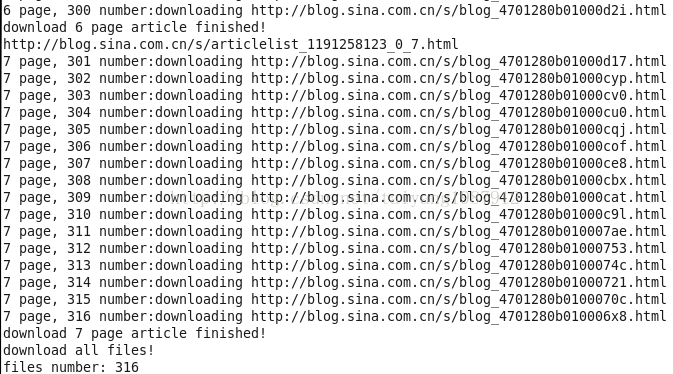 6 page, 300 number:downloading http://blog.sina.com.cn/s/blog_4701280b01000d2i.html
download 6 page article finished!
http://blog.sina.com.cn/s/articlelist_1191258123_0_7.html
7 page, 301 number:downloading http://blog.sina.com.cn/s/blog_4701280b01000d17.html
7 page, 302 number:downloading http://blog.sina.com.cn/s/blog_4701280b01000cyp.html
7 page, 303 number:downloading http://blog.sina.com.cn/s/blog_4701280b01000cv0.html
7 page, 304 number:downloading http://blog.sina.com.cn/s/blog_4701280b01000cu0.html
7 page, 305 number:downloading http://blog.sina.com.cn/s/blog_4701280b01000cqj.html
7 page, 306 number:downloading http://blog.sina.com.cn/s/blog_4701280b01000cof.html
7 page, 307 number:downloading http://blog.sina.com.cn/s/blog_4701280b01000ce8.html
7 page, 308 number:downloading http://blog.sina.com.cn/s/blog_4701280b01000cbx.html
7 page, 309 number:downloading http://blog.sina.com.cn/s/blog_4701280b01000cat.html
7 page, 310 number:downloading http://blog.sina.com.cn/s/blog_4701280b01000c9l.html
7 page, 311 number:downloading http://blog.sina.com.cn/s/blog_4701280b010007ae.html
7 page, 312 number:downloading http://blog.sina.com.cn/s/blog_4701280b01000753.html
7 page, 313 number:downloading http://blog.sina.com.cn/s/blog_4701280b0100074c.html
7 page, 314 number:downloading http://blog.sina.com.cn/s/blog_4701280b01000721.html
7 page, 315 number:downloading http://blog.sina.com.cn/s/blog_4701280b0100070c.html
7 page, 316 number:downloading http://blog.sina.com.cn/s/blog_4701280b010006x8.html
download 7 page article finished!
download all files!
files number: 316